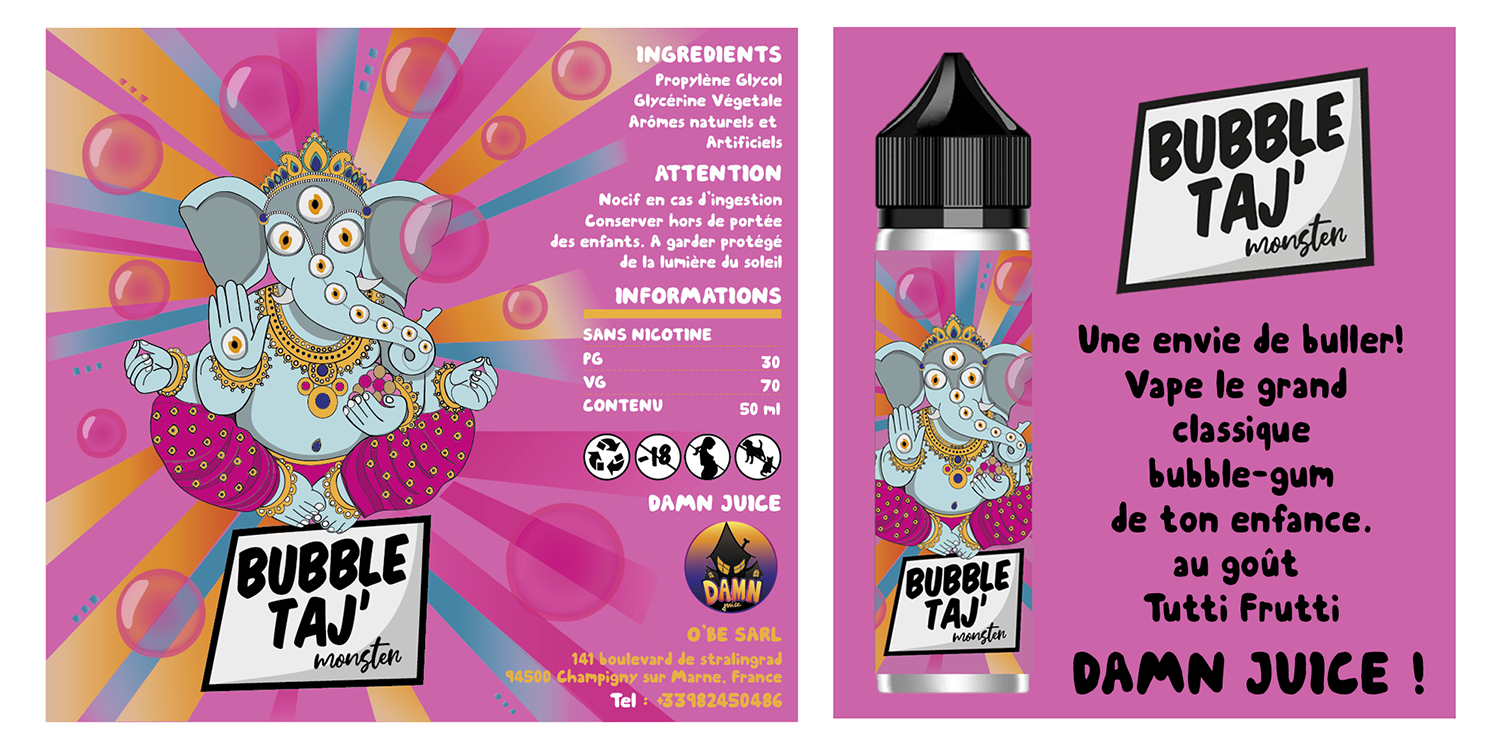 INGREDIENTS
Propylène Glycol
Glycérine Végetale
Arômes naturels et
Artificiels
ATTENTION
Nocif en cas d'ingestion
Conserver hors de portée
des enfants. A garder protégé
de la lumière du soleil
INFORMATIONS
SANS NICOTINE
PG 30
VG 70
CONTENU 50 ml
-18
DAMN JUICE
DAMN
juice
O'BE SARL
141 boulevard de stralingrad
94500 Champigny sur Marne, France
Tel : +33982450486
BUBBLE
TAJ'
monster
BUBBLE
TAJ'
monster
BUBBLE
TAJ'
monster
Une envie de buller!
Vape le grand
classique
bubble-gum
de ton enfance.
au goût
Tutti Frutti
DAMN JUICE !